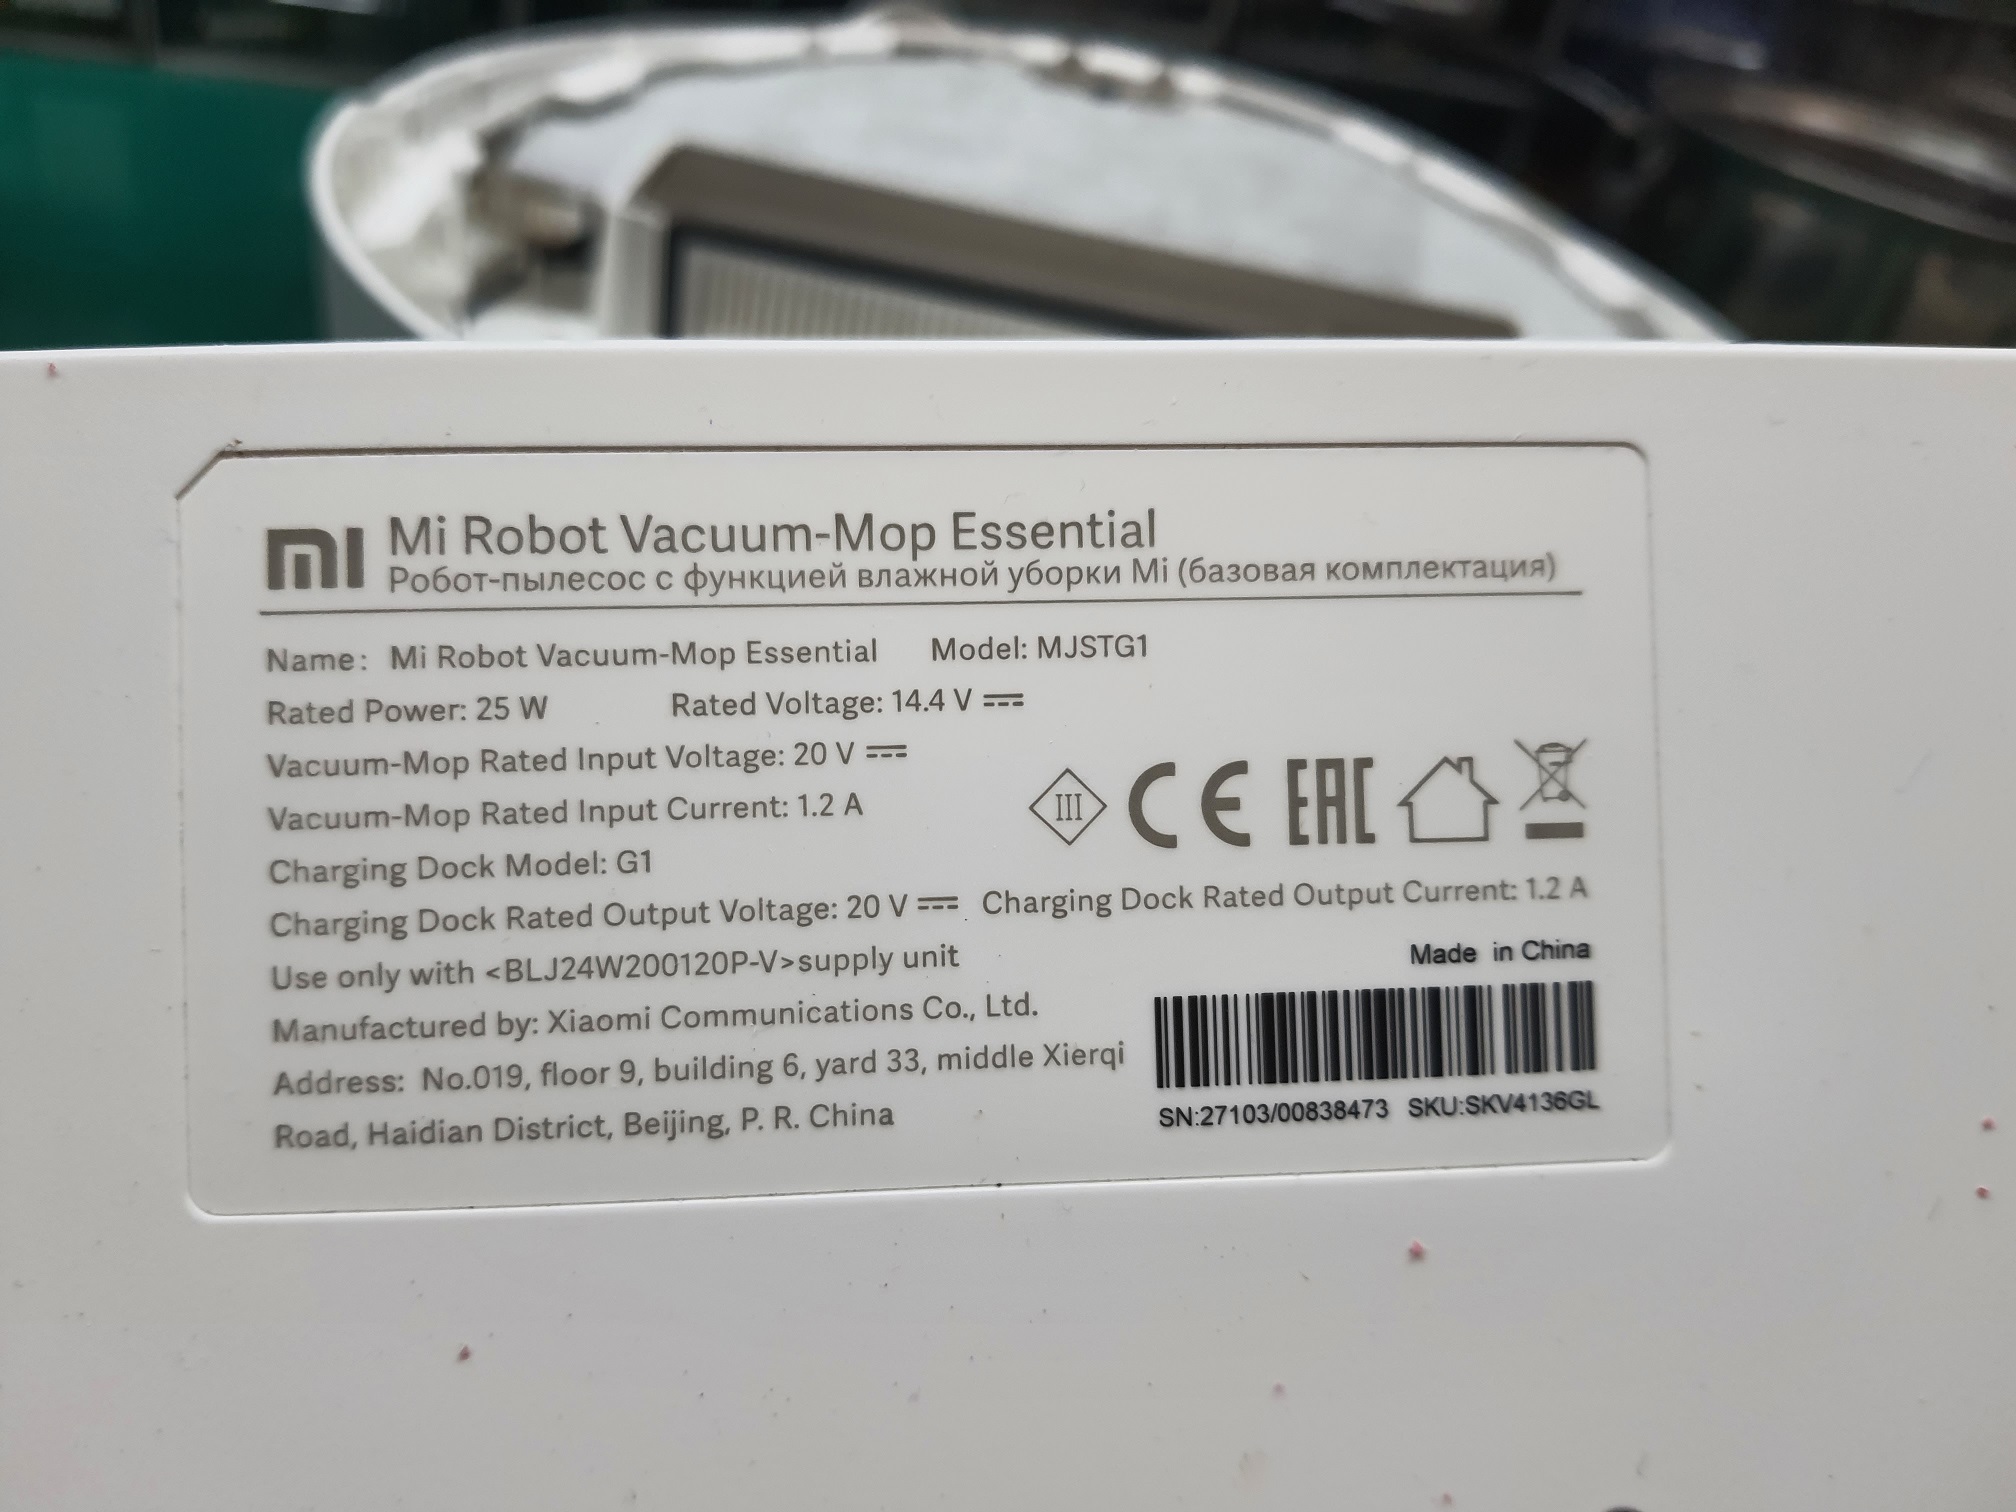 mi Mi Robot Vacuum-Mop Essential
Робот-пылесос с функцией влажной уборки Mi (базовая комплектация)
Name: Mi Robot Vacuum-Mop Essential Model: MJSTG1
Rated Power: 25 W Rated Voltage: 14.4 V ⎓
Vacuum-Mop Rated Input Voltage: 20 V ⎓
Vacuum-Mop Rated Input Current: 1.2 A
III CE EAC
Charging Dock Model: G1
Charging Dock Rated Output Voltage: 20 V ⎓ Charging Dock Rated Output Current: 1.2 A
Use only with <BLJ24W200120P-V>supply unit
Made in China
Manufactured by: Xiaomi Communications Co., Ltd.
Address: No.019, floor 9, building 6, yard 33, middle Xierqi
Road, Haidian District, Beijing, P. R. China
SN:27103/00838473 SKU:SKV4136GL